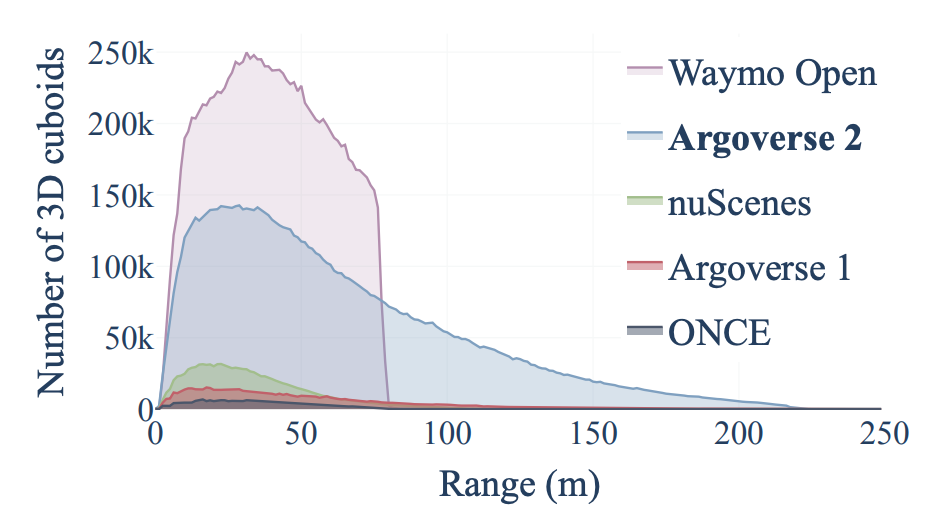 Number of 3D cuboids
250k
200k
150k
100k
50k
0
0
50
100
150
200
250
Range (m)
Waymo Open
Argoverse 2
nuScenes
Argoverse 1
ONCE